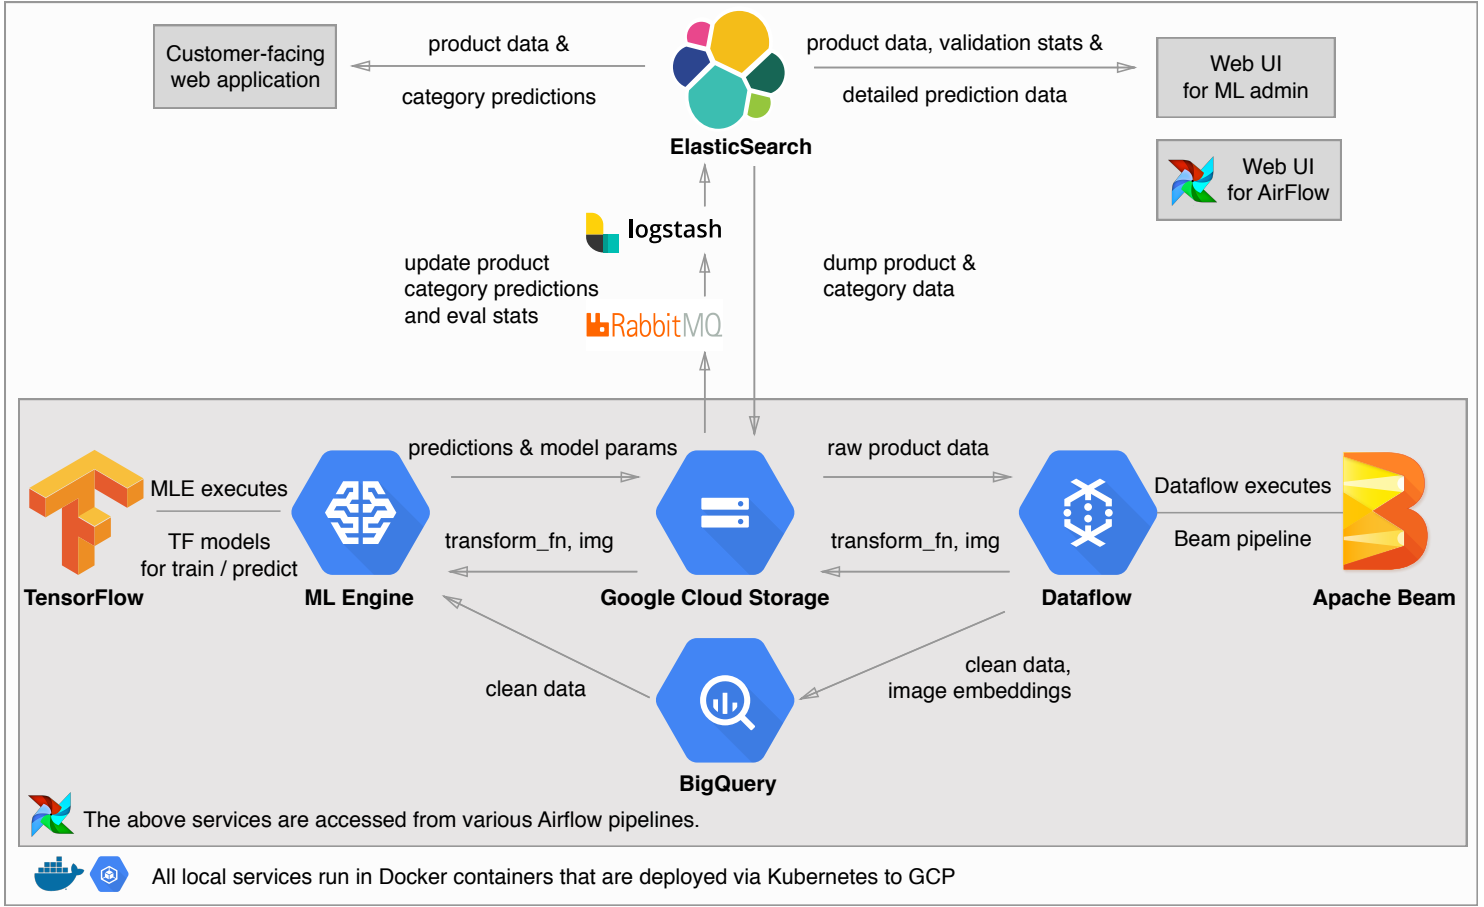 Customer-facing
web application
product data &
category predictions
ElasticSearch
product data, validation stats &
detailed prediction data
Web UI
for ML admin
Web UI
for AirFlow
logstash
update product
category predictions
and eval stats
RabbitMQ
dump product &
category data
TensorFlow
MLE executes
TF models
for train / predict
ML Engine
predictions & model params
transform_fn, img
Google Cloud Storage
raw product data
transform_fn, img
Dataflow
Dataflow executes
Beam pipeline
Apache Beam
clean data
BigQuery
clean data,
image embeddings
The above services are accessed from various Airflow pipelines.
All local services run in Docker containers that are deployed via Kubernetes to GCP